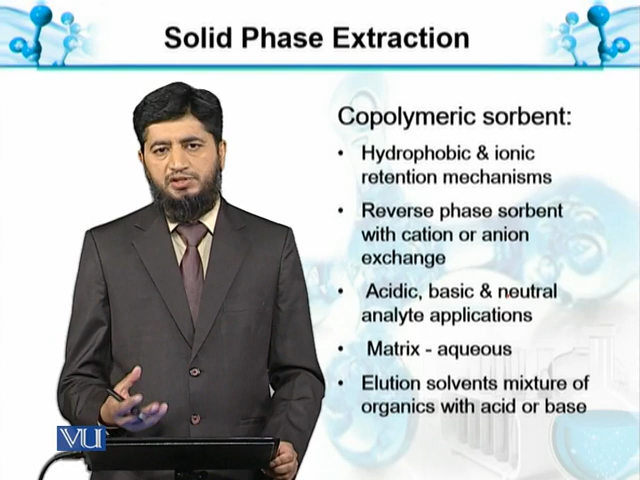 Solid Phase Extraction
Copolymeric sorbent:
• Hydrophobic & ionic
retention mechanisms
• Reverse phase sorbent
with cation or anion
exchange
• Acidic, basic & neutral
analyte applications
• Matrix - aqueous
• Elution solvents mixture of
organics with acid or base
VU